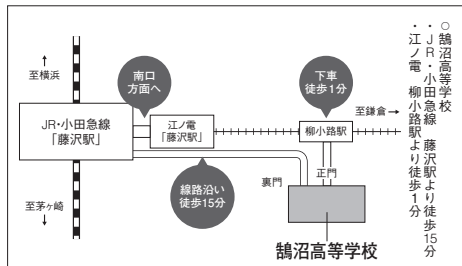 ○鵠沼高等学校
・JR・小田急線 藤沢駅より徒歩15分
・江ノ電 柳小路駅より徒歩1分
至横浜
南口
方面へ
下車
徒歩1分
至鎌倉
JR・小田急線
「藤沢駅」
江ノ電
「藤沢駅」
柳小路駅
至茅ヶ崎
線路沿い
徒歩15分
裏門
正門
鵠沼高等学校